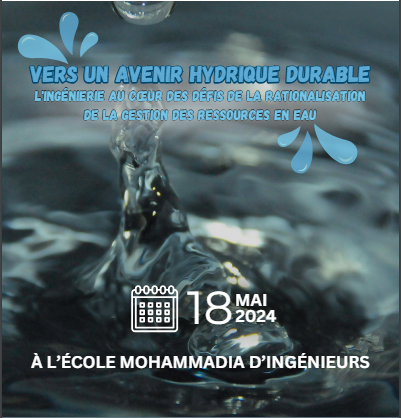 VERS UN AVENIR HYDRIQUE DURABLE
L'INGÉNIERIE AU CŒUR DES DÉFIS DE LA RATIONALISATION
DE LA GESTION DES RESSOURCES EN EAU
18 MAI
2024
À L'ÉCOLE MOHAMMADIA D'INGÉNIEURS